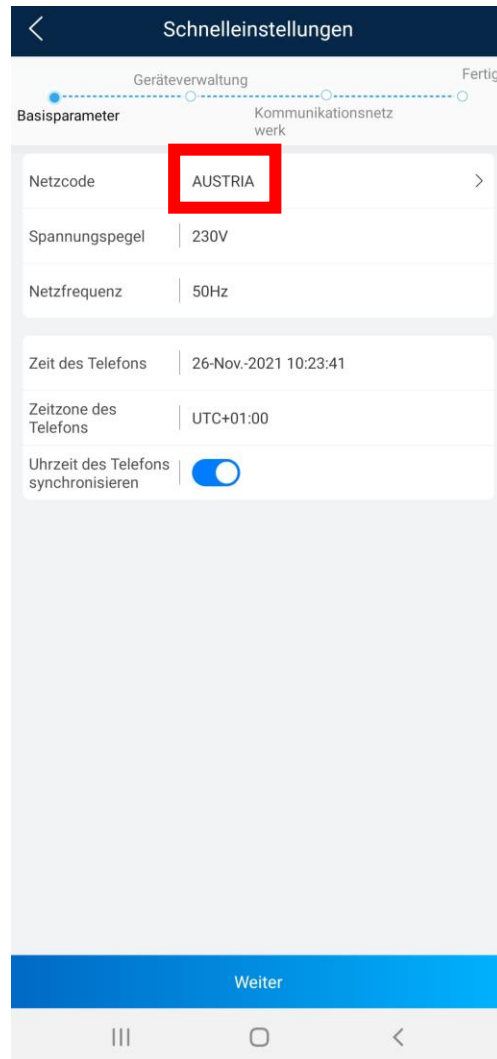 Schnelleinstellungen
Geräteverwaltung
Fertig
Basisparameter
Kommunikationsnetz
werk
Netzcode
AUSTRIA
Spannungspegel
230V
Netzfrequenz
50Hz
Zeit des Telefons
26-Nov.-2021 10:23:41
Zeitzone des
Telefons
UTC+01:00
Uhrzeit des Telefons
synchronisieren
Weiter